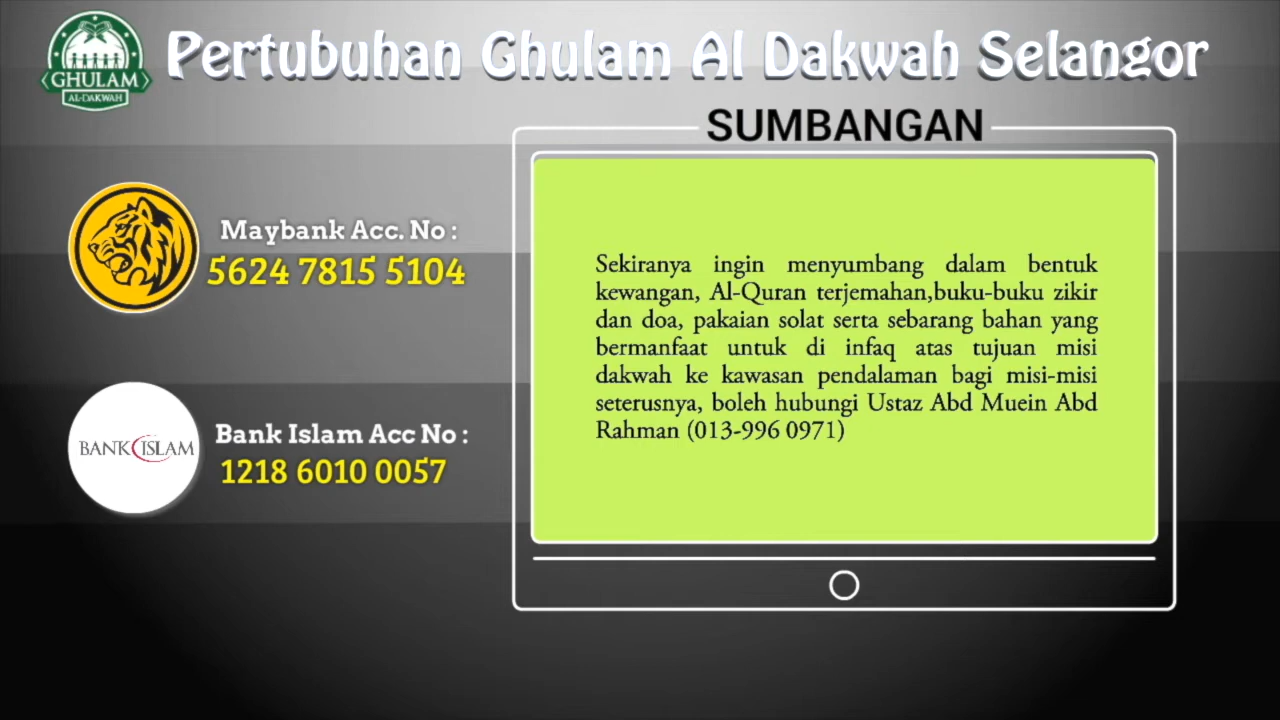 GHULAM
AL-DAKWAH
Pertubuhan Ghulam Al Dakwah Selangor
SUMBANGAN
Maybank Acc. No :
5624 7815 5104
BANK ISLAM
Bank Islam Acc No :
1218 6010 0057
Sekiranya ingin menyumbang dalam bentuk
kewangan, Al-Quran terjemahan,buku-buku zikir
dan doa, pakaian solat serta sebarang bahan yang
bermanfaat untuk di infaq atas tujuan misi
dakwah ke kawasan pendalaman bagi misi-misi
seterusnya, boleh hubungi Ustaz Abd Muein Abd
Rahman (013-996 0971)